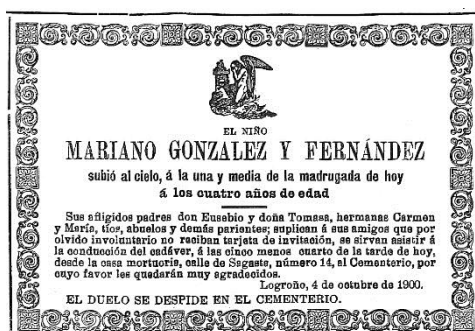 EL NIÑO
MARIANO GONZALEZ Y FERNÁNDEZ
subió al cielo, á la una y media de la madrugada de hoy
á los cuatro años de edad
Sus afligidos padres don Eusebio y doña Tomasa, hermanas Carmen
y María, tíos, abuelos y demás parientes; suplican á sus amigos que por
olvido involuntario no reciban tarjeta de invitación, se sirvan asistir á
la conducción del cadáver, á las cinco menos cuarto de la tarde de hoy,
desde la casa mortuoria, calle de Sagasta, número 14, al Cementerio, por
cuyo favor les quedarán muy agradecidos.
Logroño, 4 de octubre de 1900.
EL DUELO SE DESPIDE EN EL CEMENTERIO.